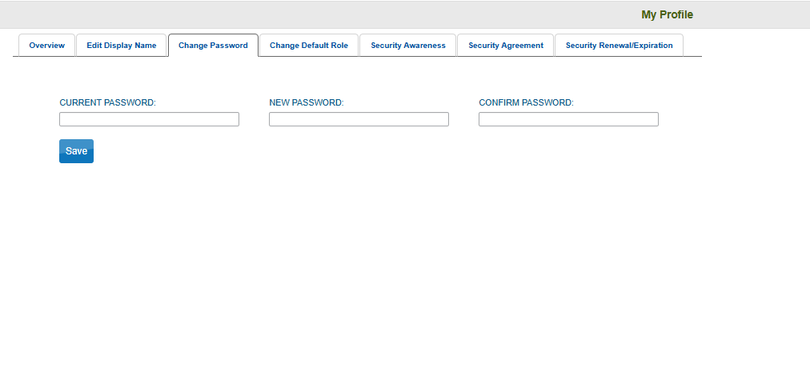 My Profile
Overview Edit Display Name Change Password Change Default Role Security Awareness Security Agreement Security Renewal/Expiration
CURRENT PASSWORD: NEW PASSWORD: CONFIRM PASSWORD:
Save